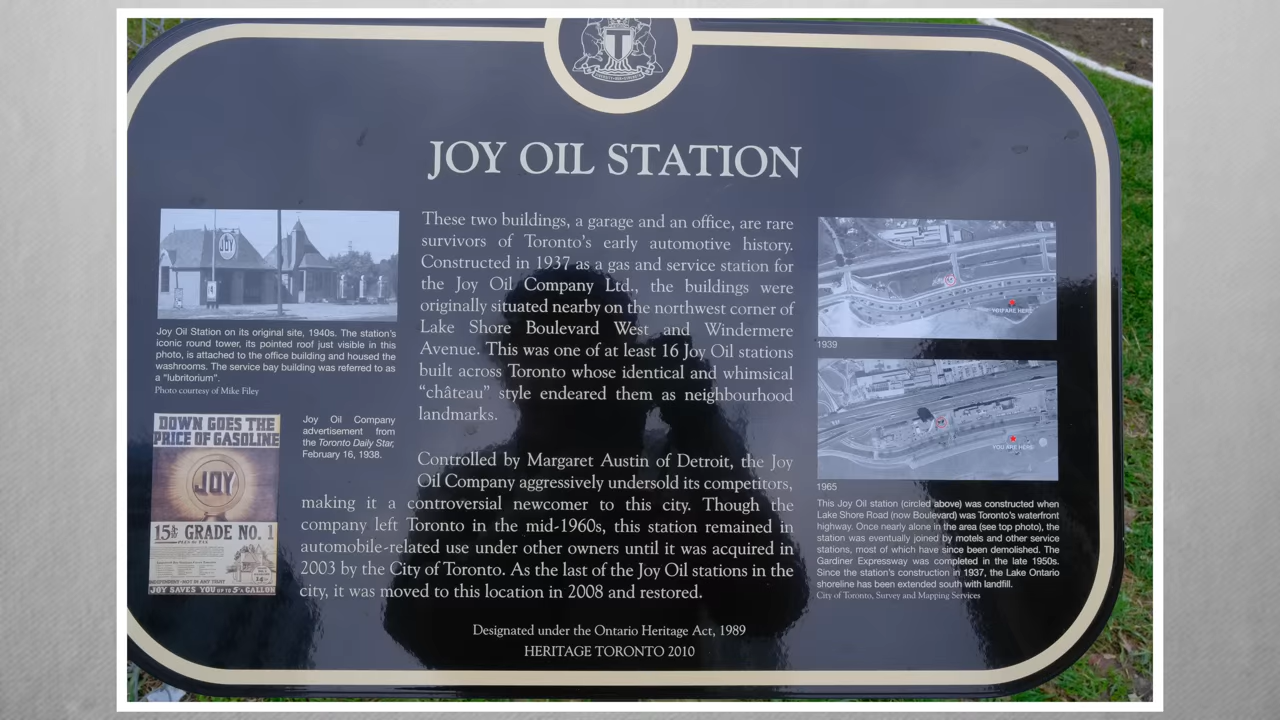 JOY OIL STATION
JOY
Joy Oil Station on its original site, 1940s. The station's
iconic round tower, its pointed roof just visible in this
photo, is attached to the office building and housed the
washrooms. The service bay building was referred to as
a "lubritorium".
Photo courtesy of Mike Filey
DOWN GOES THE
PRICE OF GASOLINE
JOY
15 GRADE NO. 1
JOY SAVES YOU UP TO 5¢ A GALLON
Joy Oil Company
advertisement from
the Toronto Daily Star,
February 16, 1938.
These two buildings, a garage and an office, are rare
survivors of Toronto's early automotive history.
Constructed in 1937 as a gas and service station for
the Joy Oil Company Ltd., the buildings were
originally situated nearby on the northwest corner of
Lake Shore Boulevard West and Windermere
Avenue. This was one of at least 16 Joy Oil stations
built across Toronto whose identical and whimsical
"château" style endeared them as neighbourhood
landmarks.
Controlled by Margaret Austin of Detroit, the Joy
Oil Company aggressively undersold its competitors,
making it a controversial newcomer to this city. Though the
company left Toronto in the mid-1960s, this station remained in
automobile-related use under other owners until it was acquired in
2003 by the City of Toronto. As the last of the Joy Oil stations in the
city, it was moved to this location in 2008 and restored.
Designated under the Ontario Heritage Act, 1989
HERITAGE TORONTO 2010
YOU ARE HERE
1939
YOU ARE HERE
1965
This Joy Oil station (circled above) was constructed when
Lake Shore Road (now Boulevard) was Toronto's waterfront
highway. Once nearly alone in the area (see top photo), the
station was eventually joined by motels and other service
stations, most of which have since been demolished. The
Gardiner Expressway was completed in the late 1950s.
Since the station's construction in 1937, the Lake Ontario
shoreline has been extended south with landfill.
City of Toronto, Survey and Mapping Services